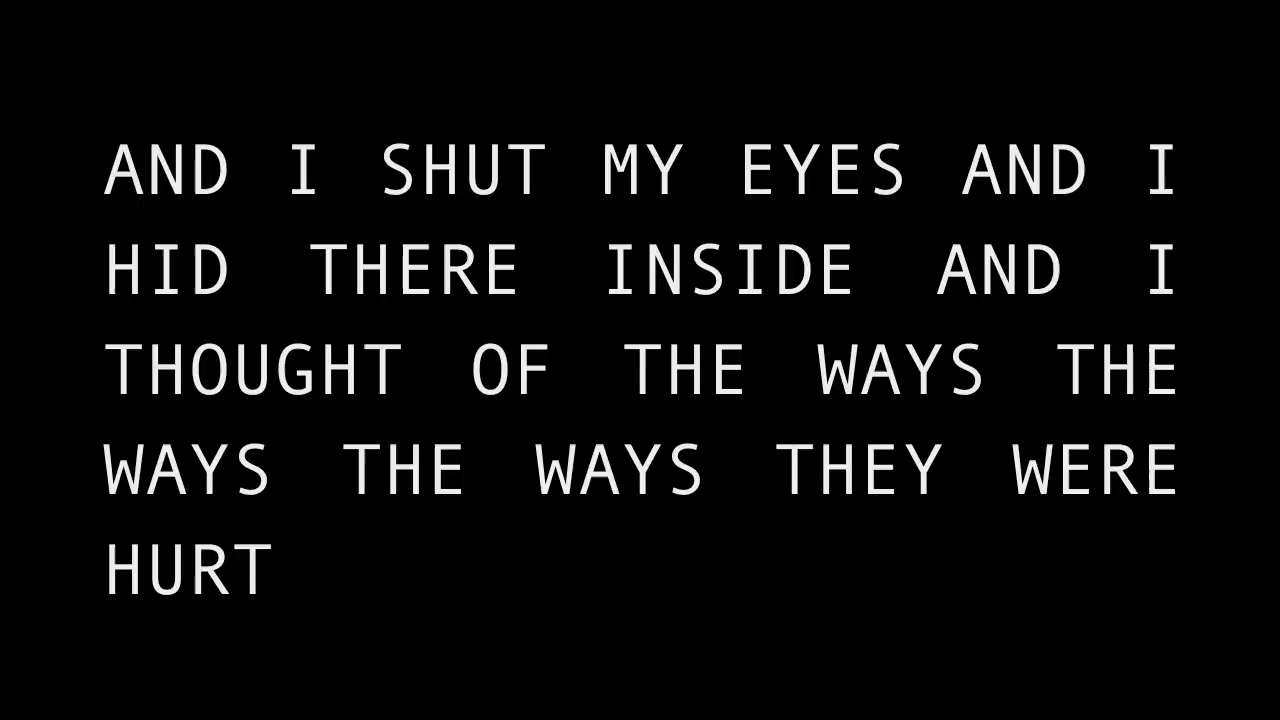 AND I SHUT MY EYES AND I
HID THERE INSIDE AND I
THOUGHT OF THE WAYS THE
WAYS THE WAYS THEY WERE
HURT